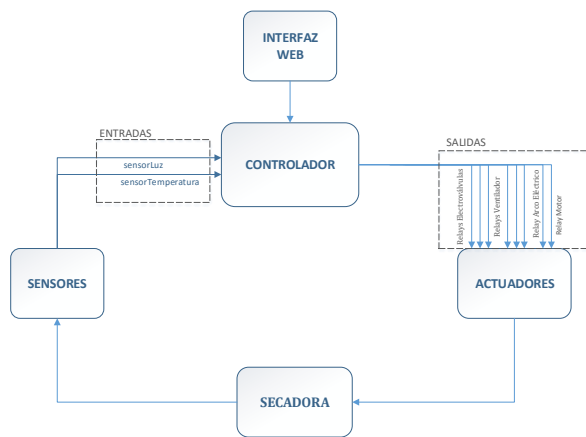 INTERFAZ
WEB
ENTRADAS
sensorLuz
sensorTemperatura
CONTROLADOR
SALIDAS
Relays Electroválvulas
Relays Ventilador
Relay Arco Eléctrico
Relay Motor
SENSORES
ACTUADORES
SECADORA